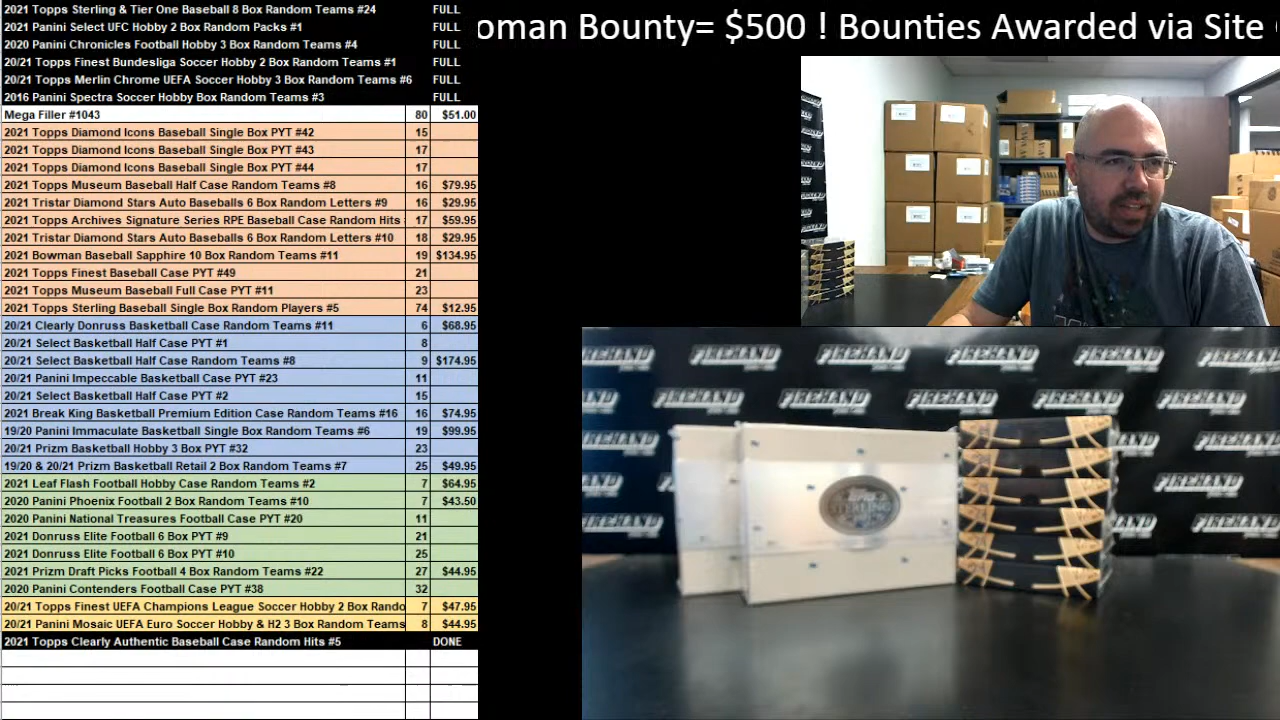 2021 Topps Sterling & Tier One Baseball 8 Box Random Teams #24 FULL
2021 Panini Select UFC Hobby 2 Box Random Packs #1 FULL
2020 Panini Chronicles Football Hobby 3 Box Random Teams #4 FULL
20/21 Topps Finest Bundesliga Soccer Hobby 2 Box Random Teams #1 FULL
20/21 Topps Merlin Chrome UEFA Soccer Hobby 3 Box Random Teams #6 FULL
2016 Panini Spectra Soccer Hobby Box Random Teams #3 FULL
Mega Filler #1043 80 $51.00
2021 Topps Diamond Icons Baseball Single Box PYT #42 15
2021 Topps Diamond Icons Baseball Single Box PYT #43 17
2021 Topps Diamond Icons Baseball Single Box PYT #44 17
2021 Topps Museum Baseball Half Case Random Teams #8 16 $79.95
2021 Tristar Diamond Stars Auto Baseballs 6 Box Random Letters #9 16 $29.95
2021 Topps Archives Signature Series RPE Baseball Case Random Hits 17 $59.95
2021 Tristar Diamond Stars Auto Baseballs 6 Box Random Letters #10 18 $29.95
2021 Bowman Baseball Sapphire 10 Box Random Teams #11 19 $134.95
2021 Topps Finest Baseball Case PYT #49 21
2021 Topps Museum Baseball Full Case PYT #11 23
2021 Topps Sterling Baseball Single Box Random Players #5 74 $12.95
20/21 Clearly Donruss Basketball Case Random Teams #11 6 $68.95
20/21 Select Basketball Half Case PYT #1 8
20/21 Select Basketball Half Case Random Teams #8 9 $174.95
20/21 Panini Impeccable Basketball Case PYT #23 11
20/21 Select Basketball Half Case PYT #2 15
2021 Break King Basketball Premium Edition Case Random Teams #16 16 $74.95
19/20 Panini Immaculate Basketball Single Box Random Teams #6 19 $99.95
20/21 Prizm Basketball Hobby 3 Box PYT #32 23
19/20 & 20/21 Prizm Basketball Retail 2 Box Random Teams #7 25 $49.95
2021 Leaf Flash Football Hobby Case Random Teams #2 7 $64.95
2020 Panini Phoenix Football 2 Box Random Teams #10 7 $43.50
2020 Panini National Treasures Football Case PYT #20 11
2021 Donruss Elite Football 6 Box PYT #9 21
2021 Donruss Elite Football 6 Box PYT #10 25
2021 Prizm Draft Picks Football 4 Box Random Teams #22 27 $44.95
2020 Panini Contenders Football Case PYT #38 32
20/21 Topps Finest UEFA Champions League Soccer Hobby 2 Box Rando 7 $47.95
20/21 Panini Mosaic UEFA Euro Soccer Hobby & H2 3 Box Random Teams 8 $44.95
2021 Topps Clearly Authentic Baseball Case Random Hits #5 DONE
oman Bounty= $500 ! Bounties Awarded via Site
FIREHAND
TOPPS STERLING